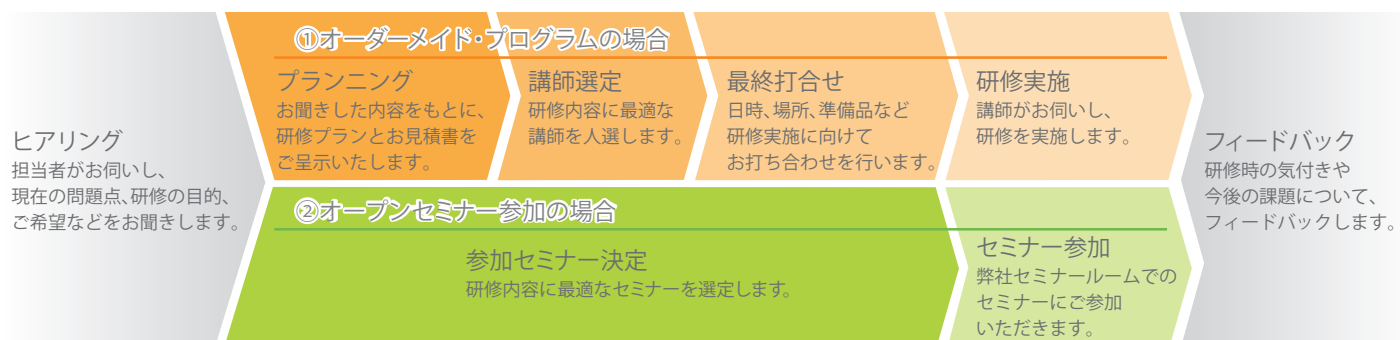 ヒアリング
担当者がお伺いし、
現在の問題点、研修の目的、
ご希望などをお聞きします。
①オーダーメイド・プログラムの場合
プランニング
お聞きした内容をもとに、
研修プランとお見積書を
ご呈示いたします。
講師選定
研修内容に最適な
講師を人選します。
最終打合せ
日時、場所、準備品など
研修実施に向けて
お打ち合わせを行います。
研修実施
講師がお伺いし、
研修を実施します。
②オープンセミナー参加の場合
参加セミナー決定
研修内容に最適なセミナーを選定します。
セミナー参加
弊社セミナールームでの
セミナーにご参加
いただきます。
フィードバック
研修時の気付きや
今後の課題について、
フィードバックします。